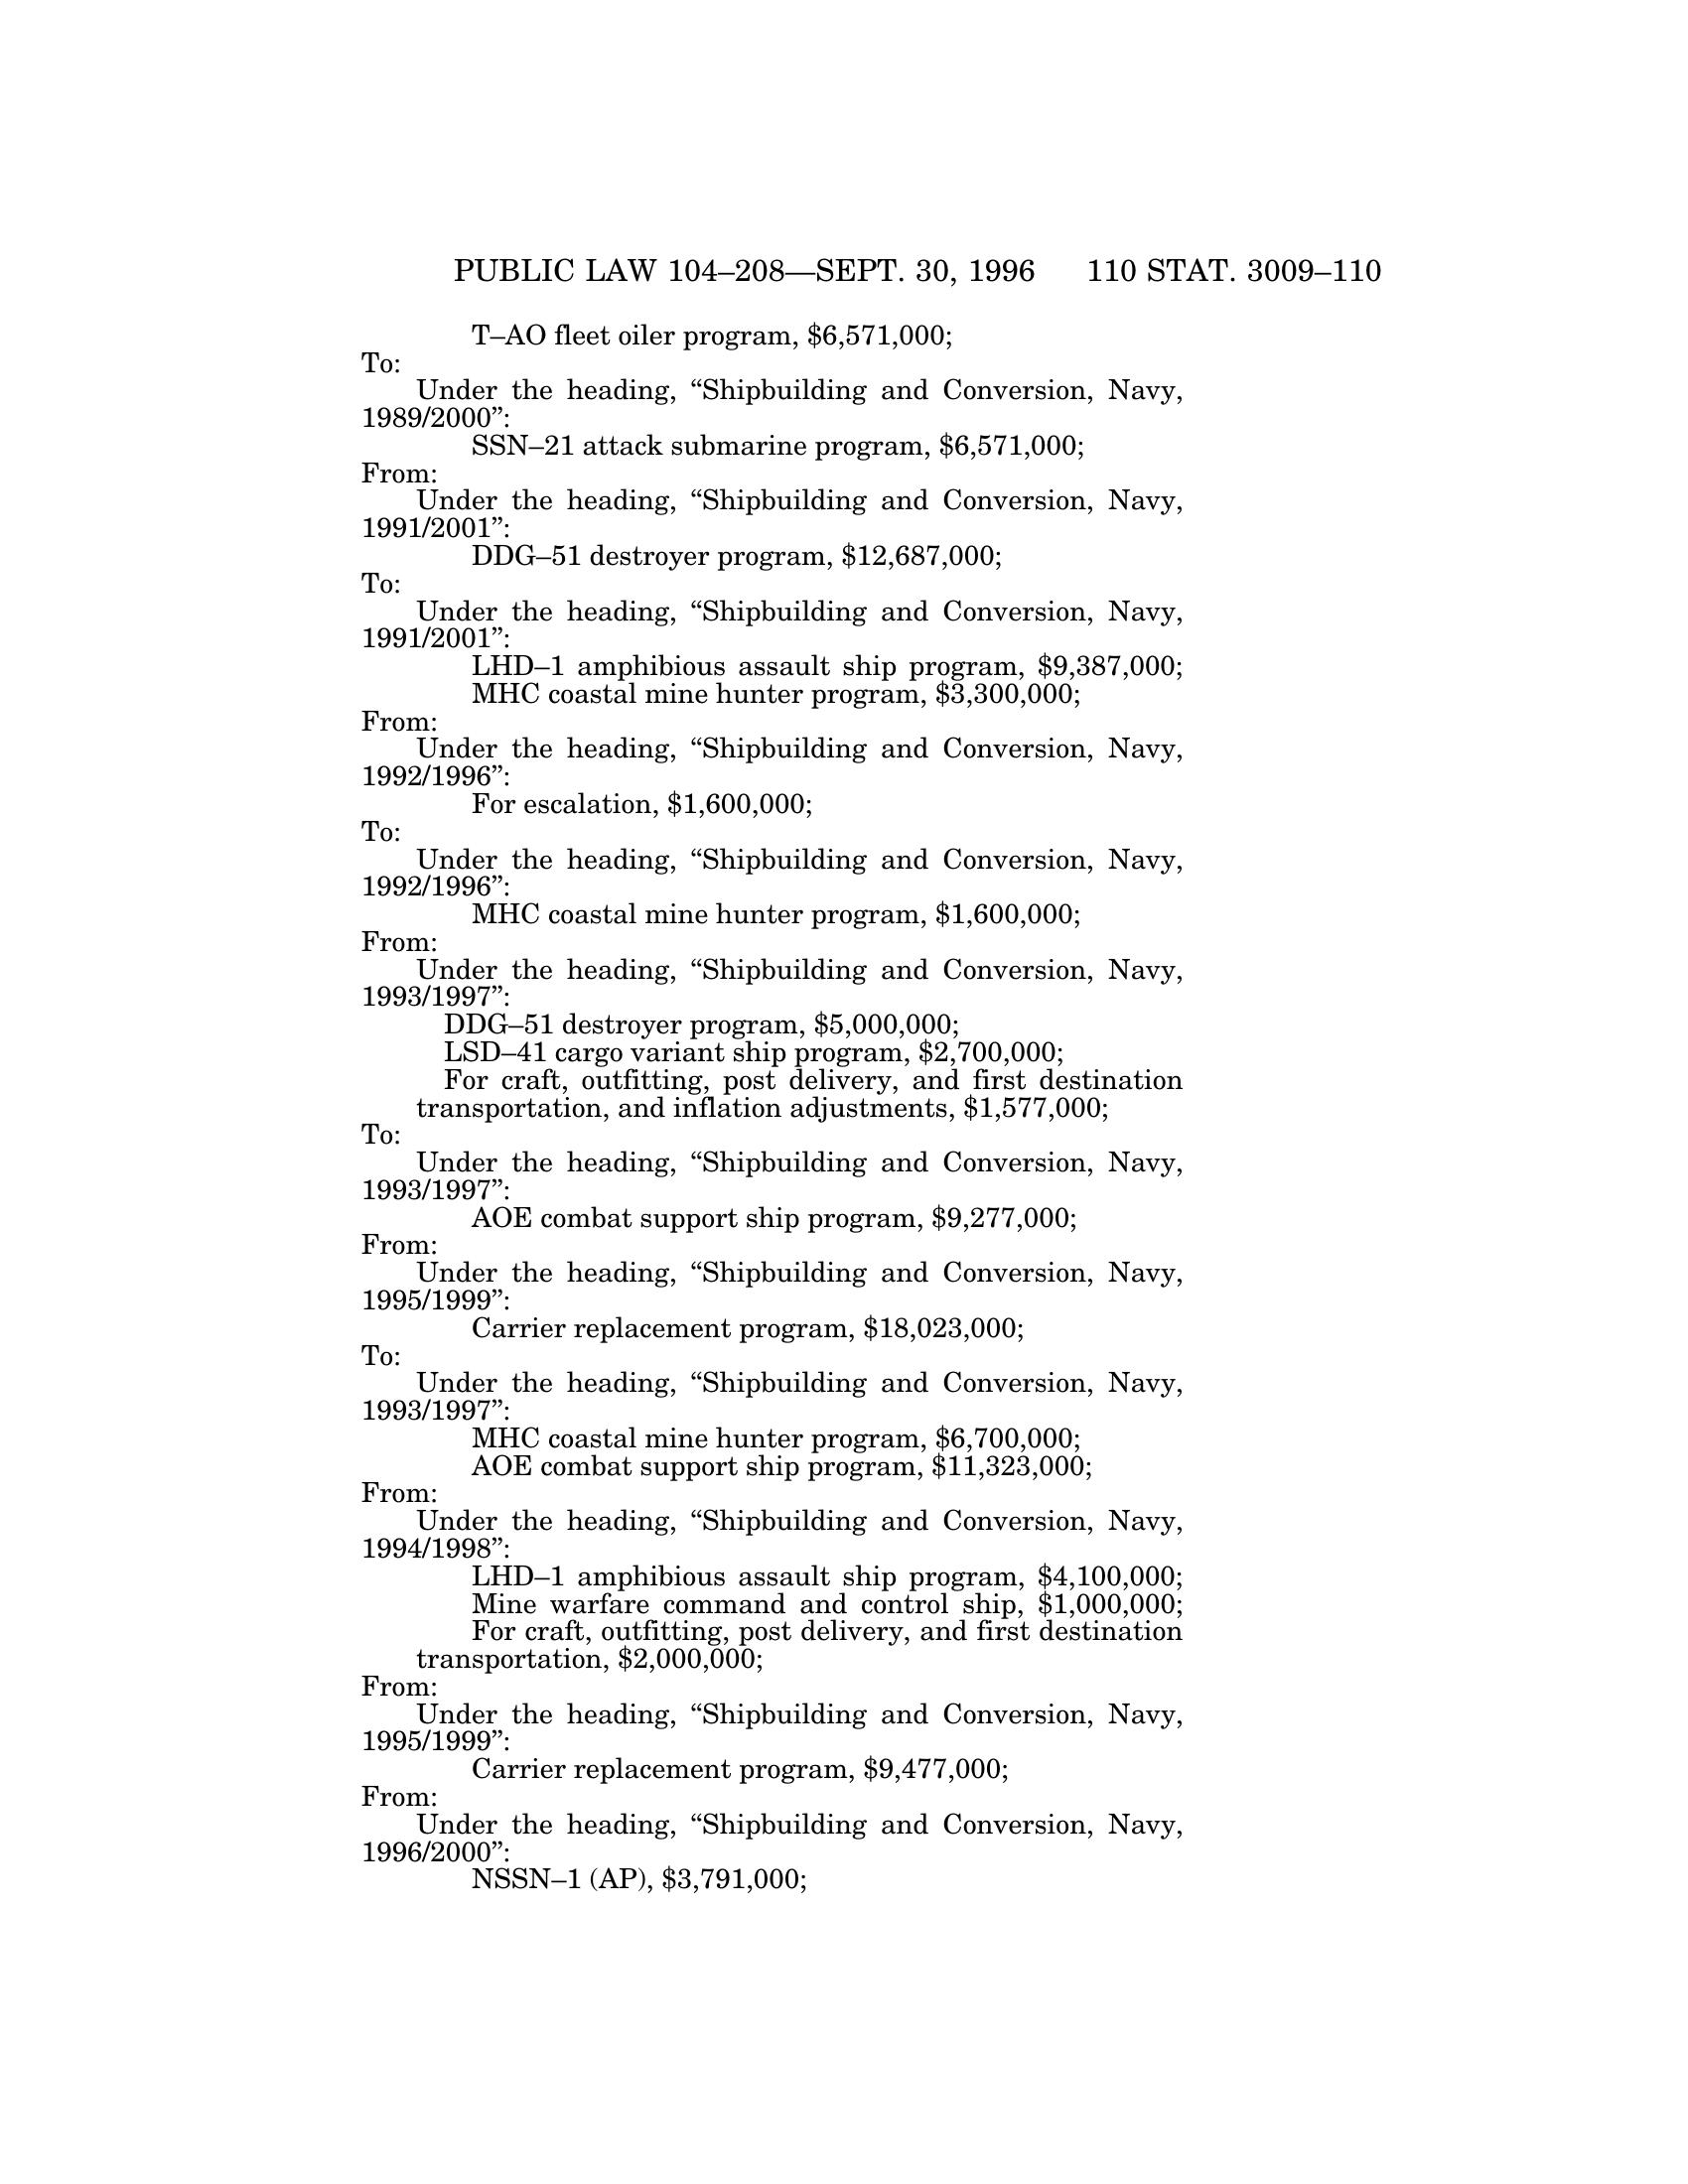 PUBLIC LAW 104–208—SEPT. 30, 1996 110 STAT. 3009–110
T–AO fleet oiler program, $6,571,000;
To:
Under the heading, “Shipbuilding and Conversion, Navy,
1989/2000”:
SSN–21 attack submarine program, $6,571,000;
From:
Under the heading, “Shipbuilding and Conversion, Navy,
1991/2001”:
DDG–51 destroyer program, $12,687,000;
To:
Under the heading, “Shipbuilding and Conversion, Navy,
1991/2001”:
LHD–1 amphibious assault ship program, $9,387,000;
MHC coastal mine hunter program, $3,300,000;
From:
Under the heading, “Shipbuilding and Conversion, Navy,
1992/1996”:
For escalation, $1,600,000;
To:
Under the heading, “Shipbuilding and Conversion, Navy,
1992/1996”:
MHC coastal mine hunter program, $1,600,000;
From:
Under the heading, “Shipbuilding and Conversion, Navy,
1993/1997”:
DDG–51 destroyer program, $5,000,000;
LSD–41 cargo variant ship program, $2,700,000;
For craft, outfitting, post delivery, and first destination
transportation, and inflation adjustments, $1,577,000;
To:
Under the heading, “Shipbuilding and Conversion, Navy,
1993/1997”:
AOE combat support ship program, $9,277,000;
From:
Under the heading, “Shipbuilding and Conversion, Navy,
1995/1999”:
Carrier replacement program, $18,023,000;
To:
Under the heading, “Shipbuilding and Conversion, Navy,
1993/1997”:
MHC coastal mine hunter program, $6,700,000;
AOE combat support ship program, $11,323,000;
From:
Under the heading, “Shipbuilding and Conversion, Navy,
1994/1998”:
LHD–1 amphibious assault ship program, $4,100,000;
Mine warfare command and control ship, $1,000,000;
For craft, outfitting, post delivery, and first destination
transportation, $2,000,000;
From:
Under the heading, “Shipbuilding and Conversion, Navy,
1995/1999”:
Carrier replacement program, $9,477,000;
From:
Under the heading, “Shipbuilding and Conversion, Navy,
1996/2000”:
NSSN–1 (AP), $3,791,000;